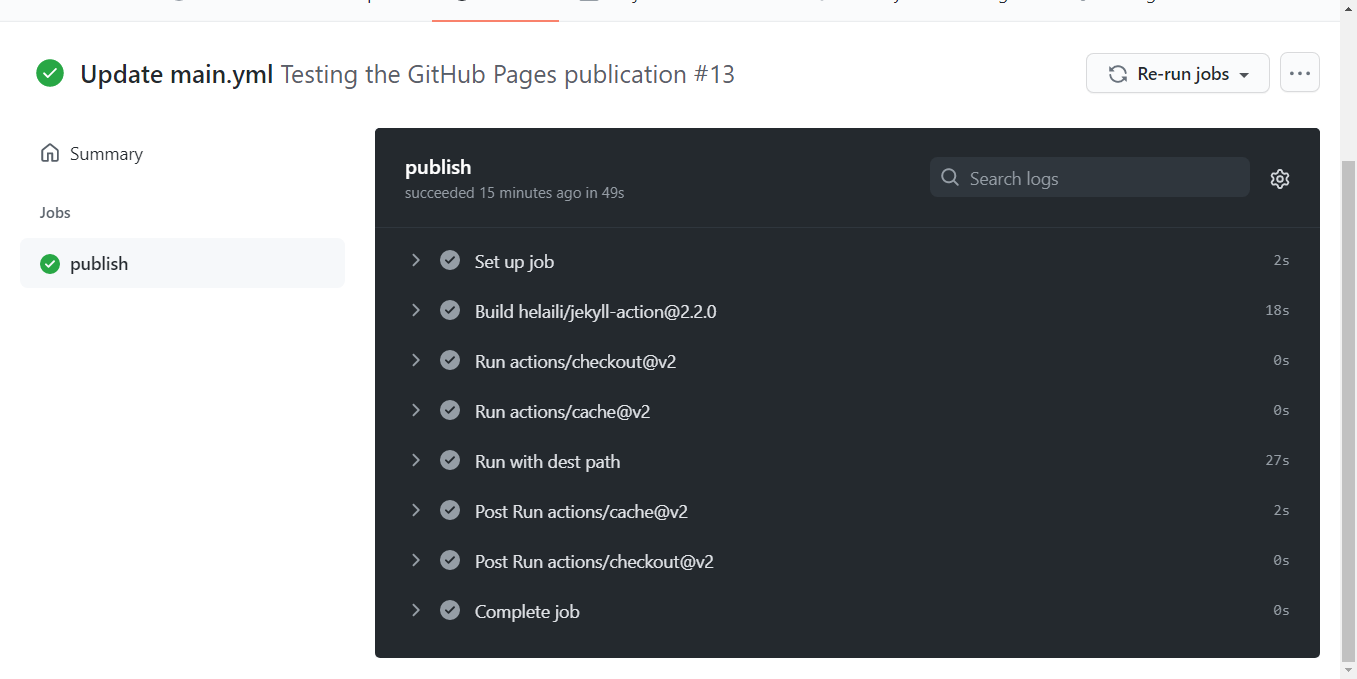 Update main.yml Testing the GitHub Pages publication #13
Re-run jobs
Summary
Jobs
publish
publish
succeeded 15 minutes ago in 49s
Search logs
Set up job 2s
Build helaili/jekyll-action@2.2.0 18s
Run actions/checkout@v2 0s
Run actions/cache@v2 0s
Run with dest path 27s
Post Run actions/cache@v2 2s
Post Run actions/checkout@v2 0s
Complete job 0s